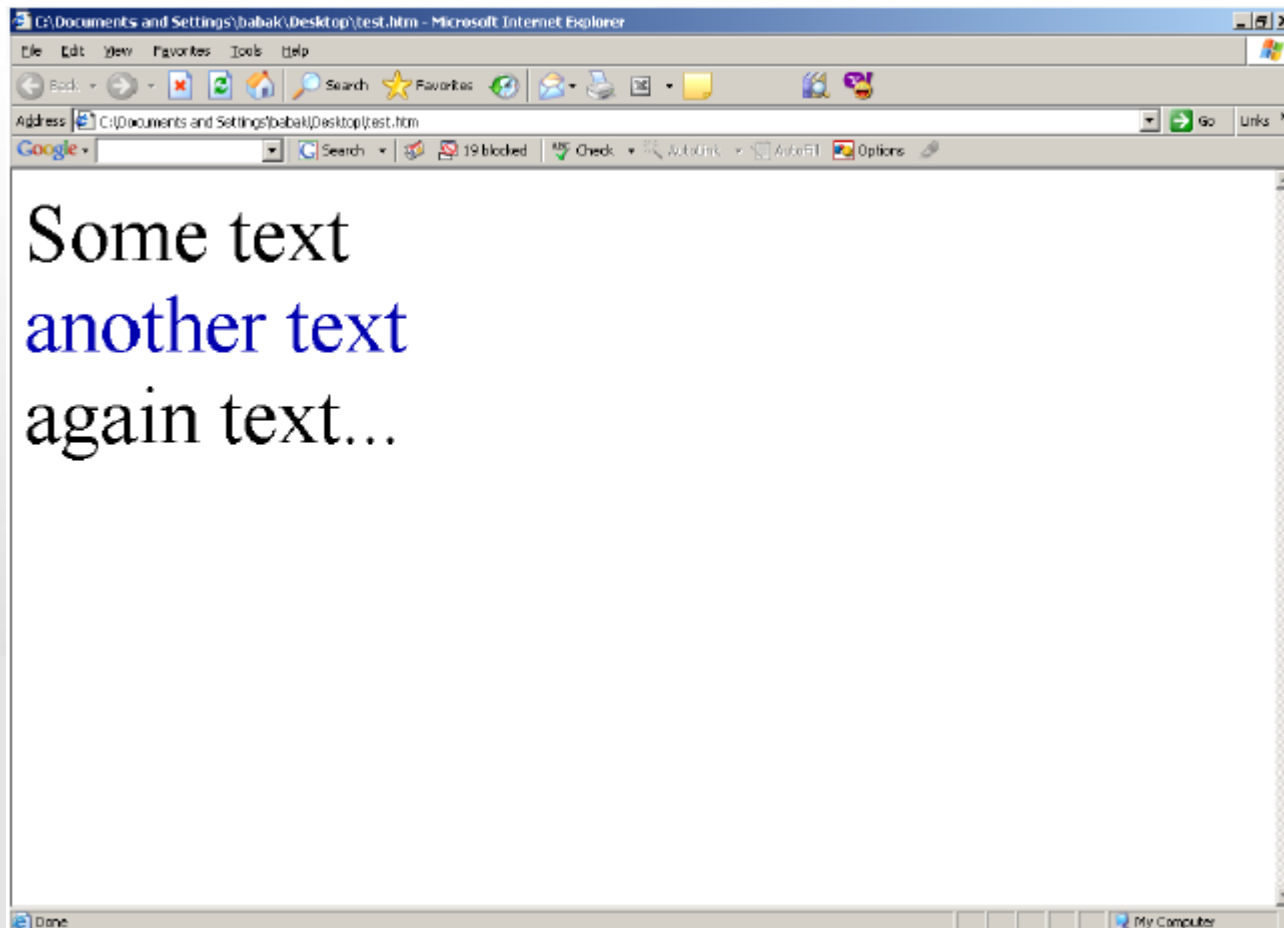 C:\Documents and Settings\babak\Desktop\test.htm - Microsoft Internet Explorer
File Edit View Favorites Tools Help
Back Search Favorites
Address C:\Documents and Settings\babak\Desktop\test.htm Go Links
Google Search 19 blocked Check AutoLink AutoFill Options
Some text
another text
again text...
Done My Computer